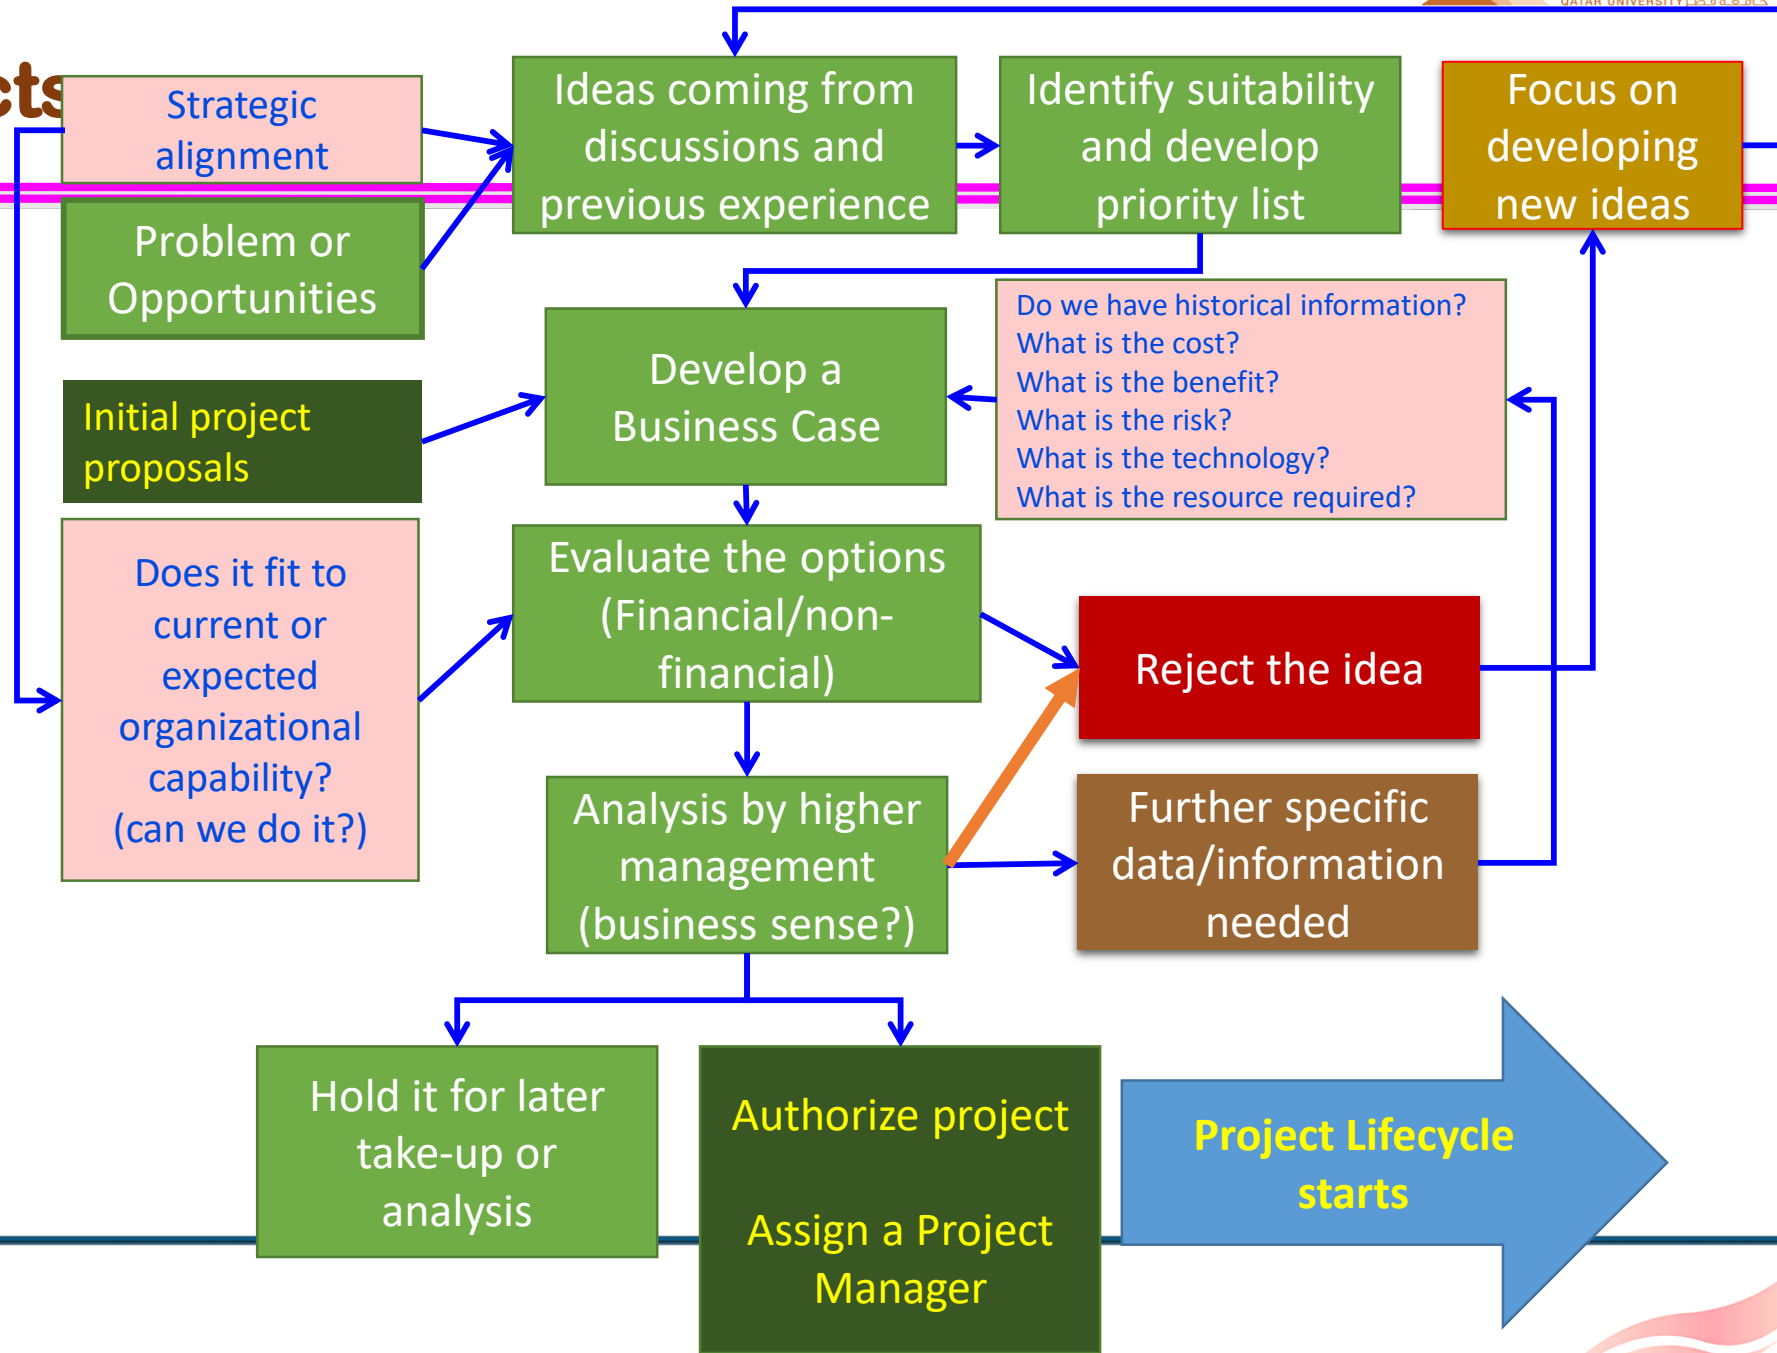 QATAR UNIVERSITY
cts
Strategic
alignment
Ideas coming from
discussions and
previous experience
Identify suitability
and develop
priority list
Focus on
developing
new ideas
Problem or
Opportunities
Do we have historical information?
What is the cost?
What is the benefit?
What is the risk?
What is the technology?
What is the resource required?
Develop a
Business Case
Initial project
proposals
Does it fit to
current or
expected
organizational
capability?
(can we do it?)
Evaluate the options
(Financial/non-
financial)
Reject the idea
Analysis by higher
management
(business sense?)
Further specific
data/information
needed
Hold it for later
take-up or
analysis
Authorize project
Assign a Project
Manager
Project Lifecycle
starts